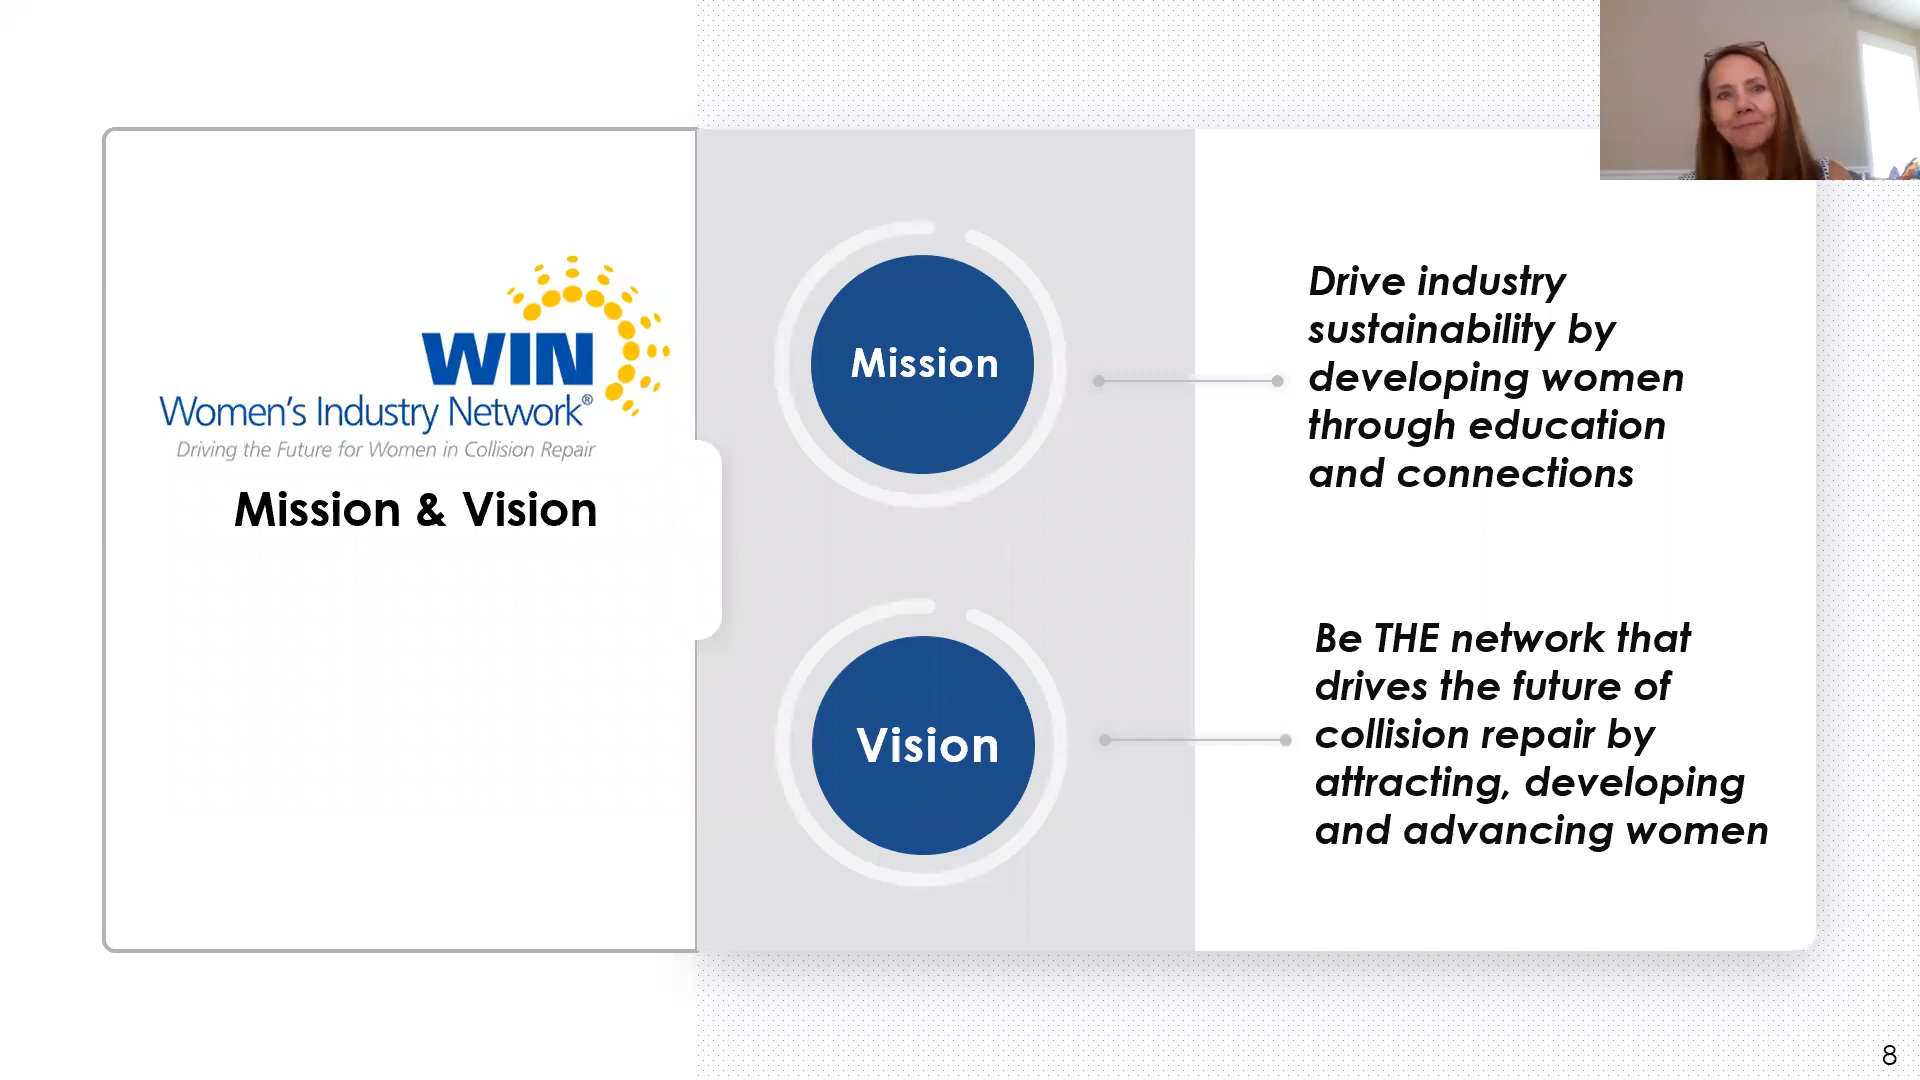 WIN
Women's Industry Network®
Driving the Future for Women in Collision Repair
Mission & Vision
Mission
Drive industry
sustainability by
developing women
through education
and connections
Vision
Be THE network that
drives the future of
collision repair by
attracting, developing
and advancing women
8